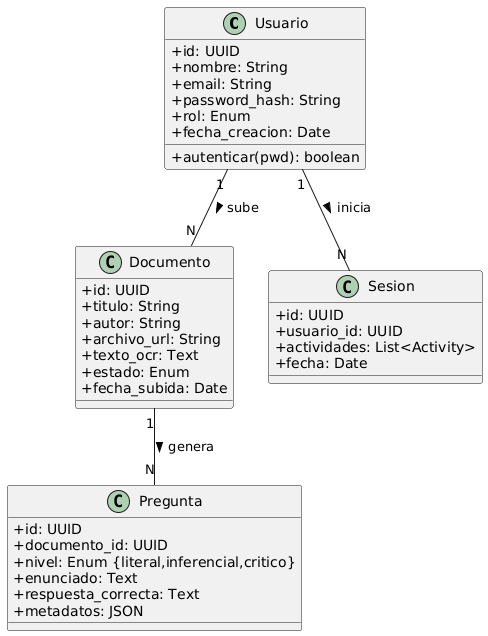 C Usuario
+id: UUID
+nombre: String
+email: String
+password_hash: String
+rol: Enum
+fecha_creacion: Date
+autenticar(pwd): boolean
1 1
sube inicia
N
N
C Documento
+id: UUID
+titulo: String
+autor: String
+archivo_url: String
+texto_ocr: Text
+estado: Enum
+fecha_subida: Date
C Sesion
+id: UUID
+usuario_id: UUID
+actividades: List<Activity>
+fecha: Date
1
genera
N
C Pregunta
+id: UUID
+documento_id: UUID
+nivel: Enum {literal,inferencial,critico}
+enunciado: Text
+respuesta_correcta: Text
+metadatos: JSON